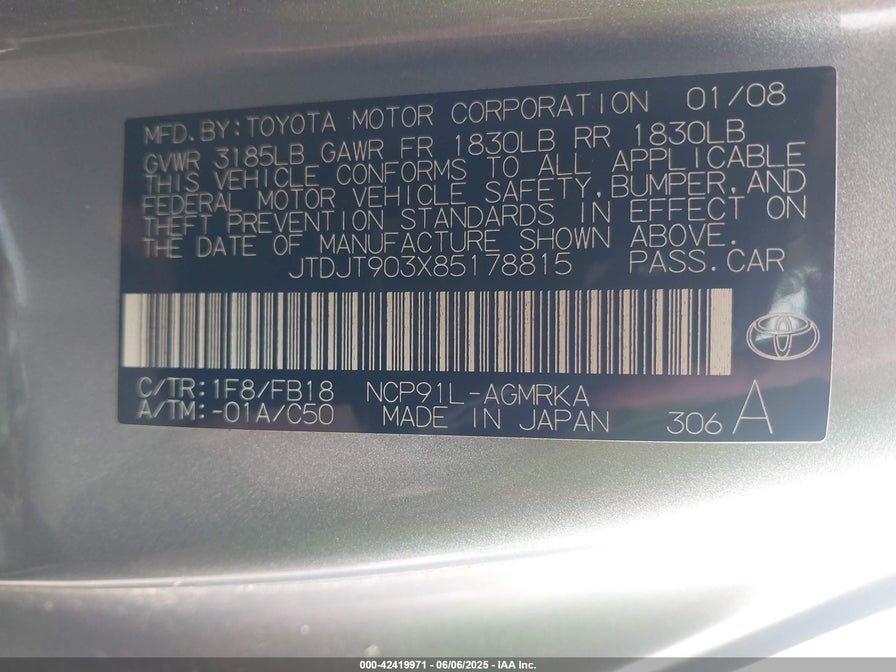 MFD. BY: TOYOTA MOTOR CORPORATION 01/08
GVWR 3185LB GAWR FR 1830LB RR 1830LB
THIS VEHICLE CONFORMS TO ALL APPLICABLE
FEDERAL MOTOR VEHICLE SAFETY, BUMPER, AND
THEFT PREVENTION STANDARDS IN EFFECT ON
THE DATE OF MANUFACTURE SHOWN ABOVE.
JTDJT903X85178815 PASS. CAR
C/TR: 1F8/FB18 NCP91L-AGMRKA
A/TM: -01A/C50 MADE IN JAPAN 306 A
000-42419971 - 06/06/2025 - IAA Inc.